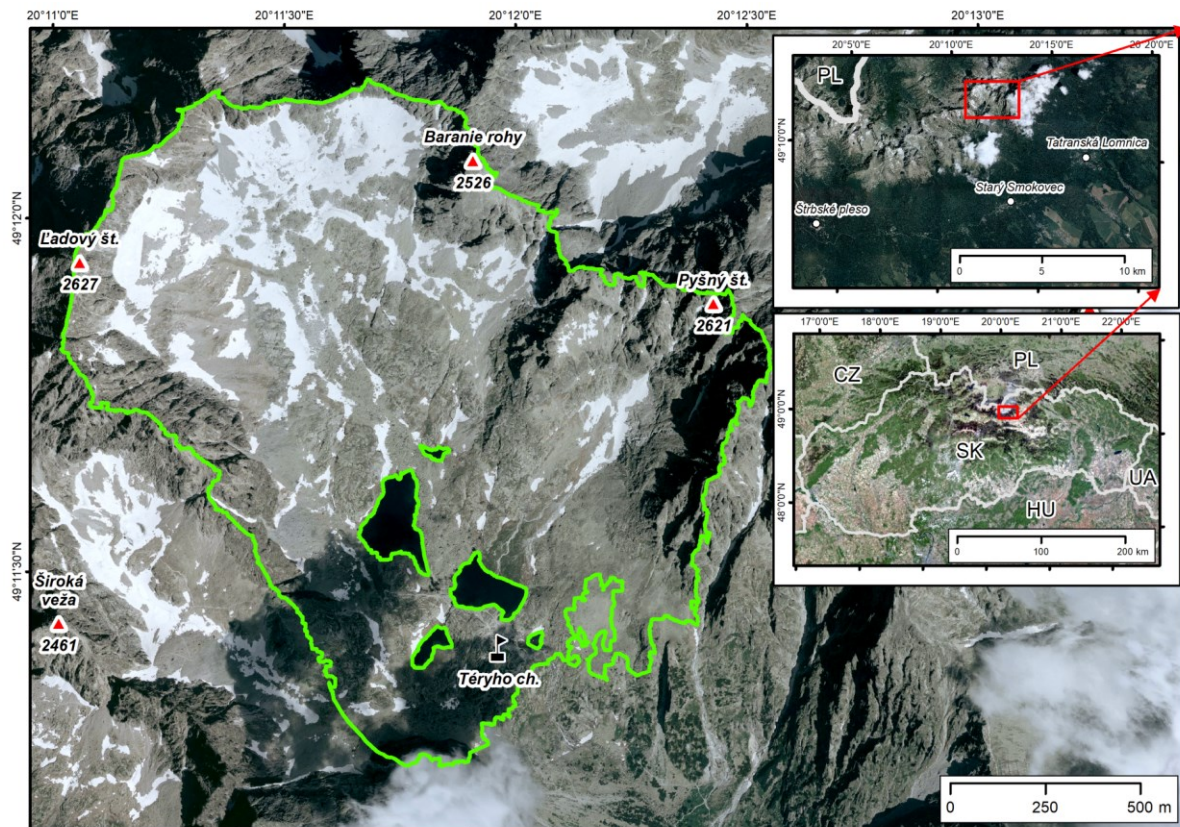 20°11'0"E
20°11'30"E
20°12'0"E
20°12'30"E
20°13'0"E
49°12'0"N
49°11'30"N
Baranie rohy
2526
Ľadový št.
2627
Pyšný št.
2621
Široká
veža
2461
Téryho ch.
0 250 500 m
20°5'0"E
20°10'0"E
20°15'0"E
20°20'0"E
49°10'0"N
PL
Tatranská Lomnica
Starý Smokovec
Štrbské pleso
0 5 10 km
17°0'0"E
18°0'0"E
19°0'0"E
20°0'0"E
21°0'0"E
22°0'0"E
49°0'0"N
48°0'0"N
CZ
PL
SK
UA
HU
0 100 200 km